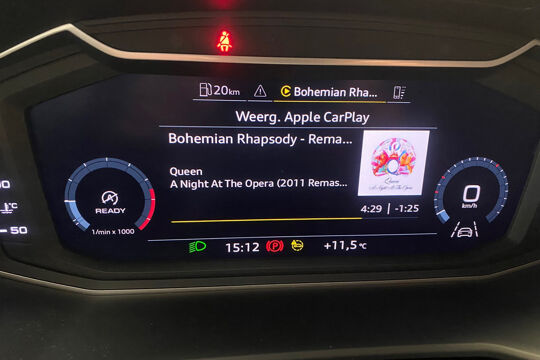 20km
Bohemian Rha...
Weerg. Apple CarPlay
Bohemian Rhapsody - Rema...
Queen
A Night At The Opera (2011 Remas...
4:29 | -1:25
READY
1/min x 1000
0
km/h
°C
50
15:12
+11,5°C